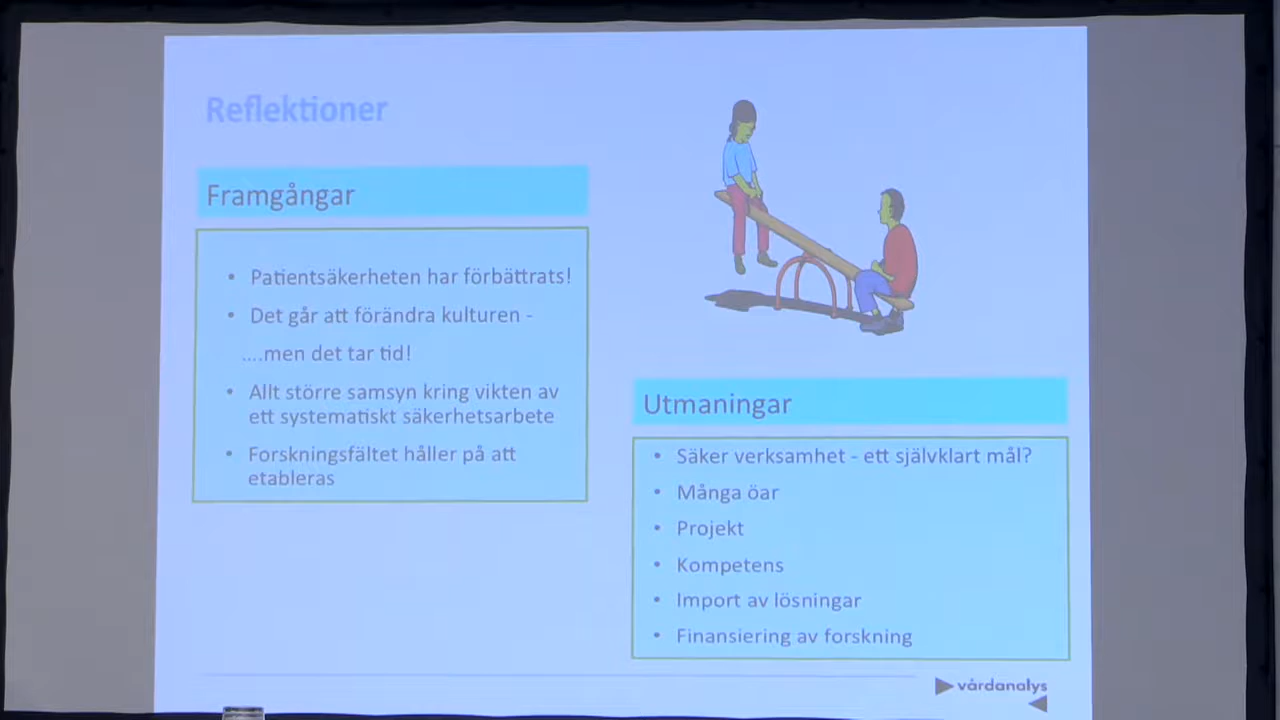 Reflektioner
Framgångar
• Patientsäkerheten har förbättrats!
• Det går att förändra kulturen -
....men det tar tid!
• Allt större samsyn kring vikten av
ett systematiskt säkerhetsarbete
• Forskningsfältet håller på att
etableras
Utmaningar
• Säker verksamhet - ett självklart mål?
• Många öar
• Projekt
• Kompetens
• Import av lösningar
• Finansiering av forskning
vårdanalys